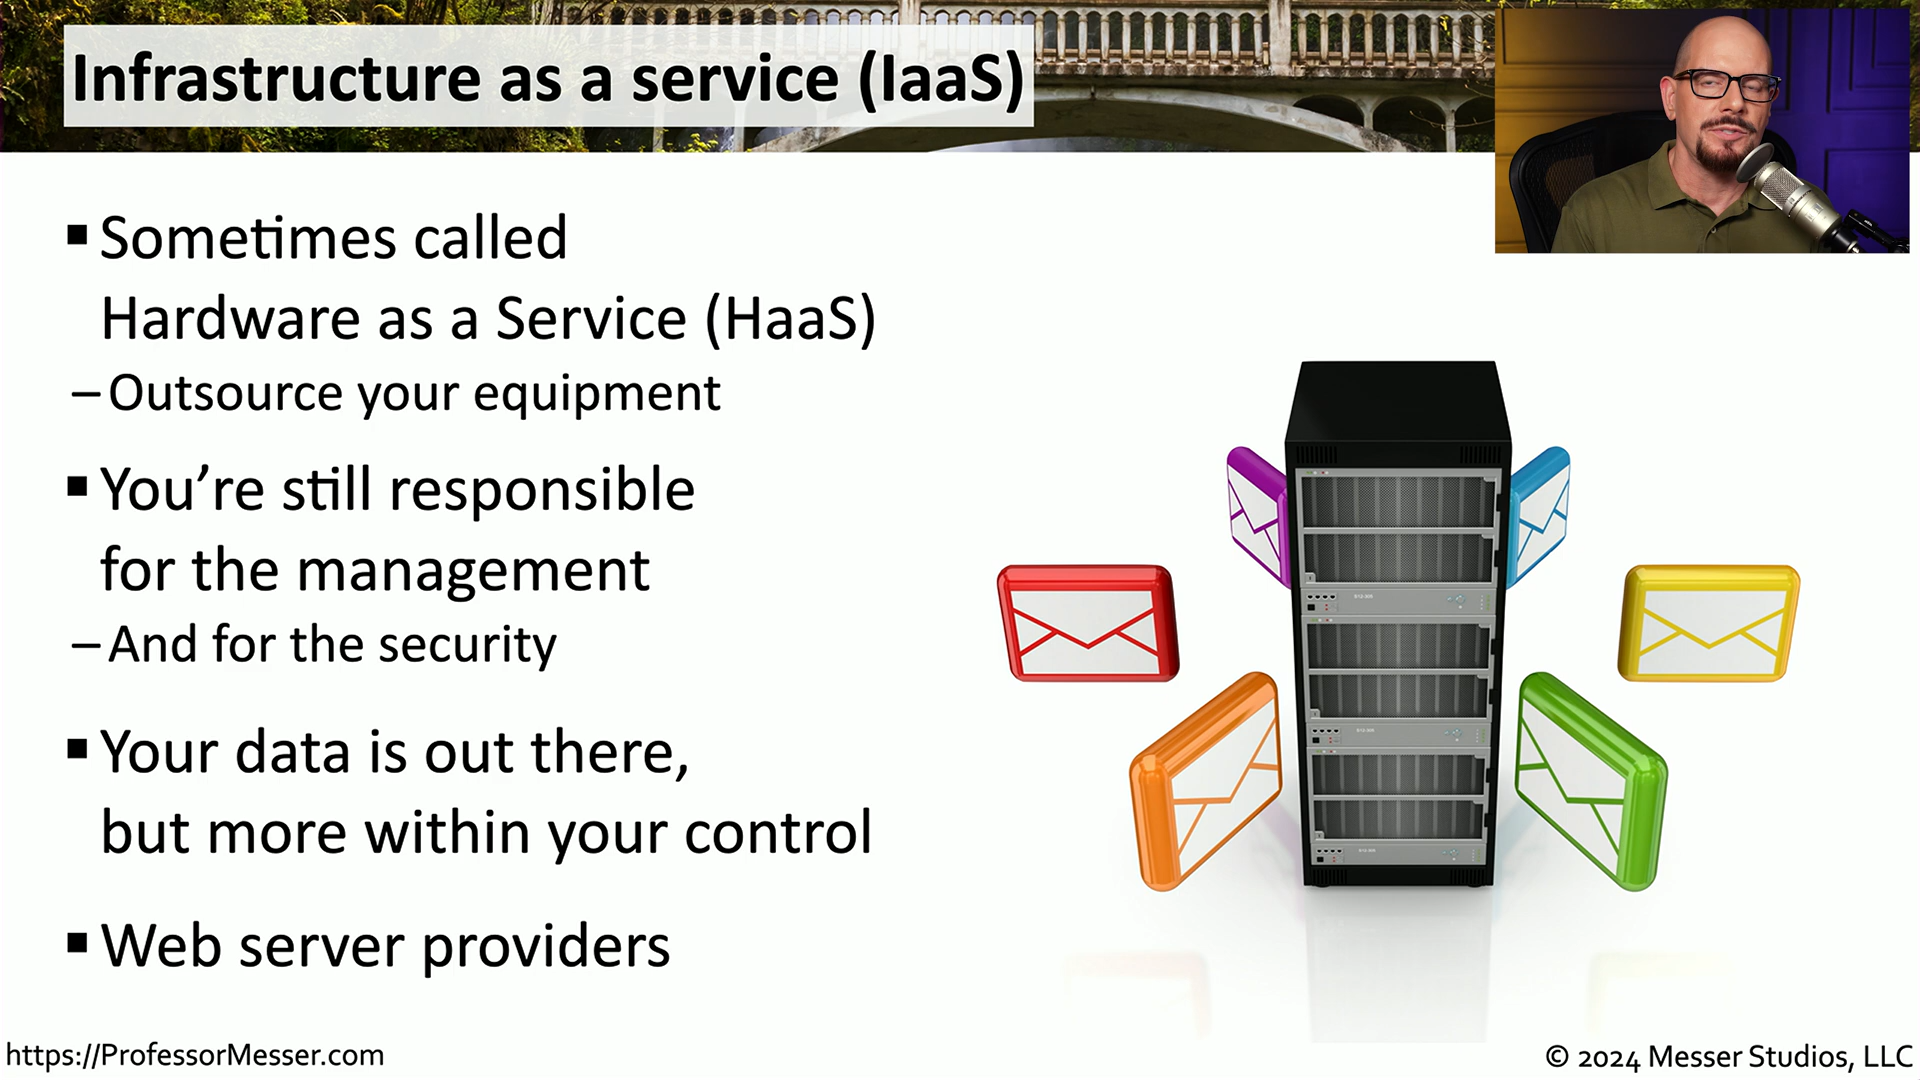 Infrastructure as a service (IaaS)
▪ Sometimes called
Hardware as a Service (HaaS)
– Outsource your equipment
▪ You’re still responsible
for the management
– And for the security
▪ Your data is out there,
but more within your control
▪ Web server providers
https://ProfessorMesser.com
© 2024 Messer Studios, LLC